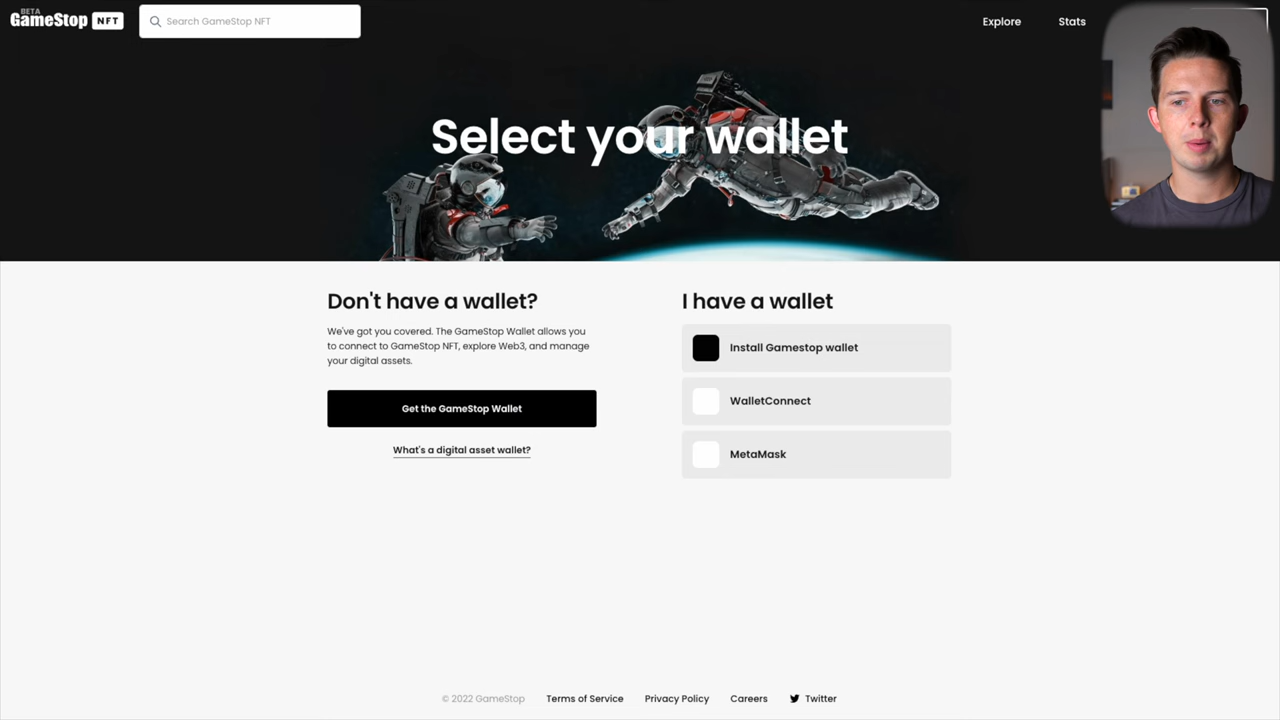 BETA
GameStop NFT
Search GameStop NFT
Explore
Stats
Select your wallet
Don't have a wallet?
We've got you covered. The GameStop Wallet allows you
to connect to GameStop NFT, explore Web3, and manage
your digital assets.
Get the GameStop Wallet
What's a digital asset wallet?
I have a wallet
Install Gamestop wallet
WalletConnect
MetaMask
© 2022 GameStop
Terms of Service
Privacy Policy
Careers
Twitter